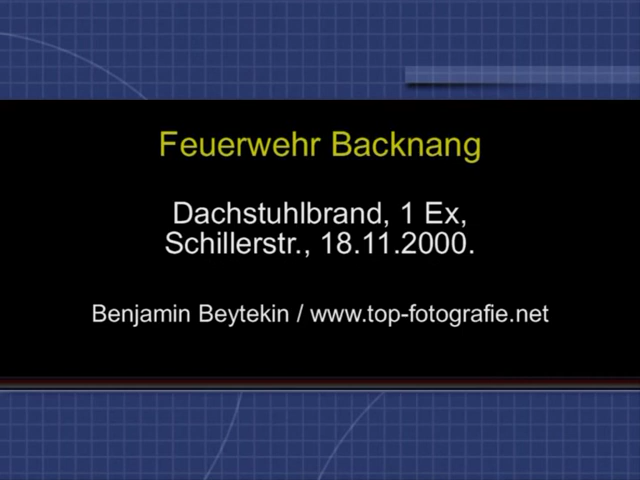 Feuerwehr Backnang
Dachstuhlbrand, 1 Ex,
Schillerstr., 18.11.2000.
Benjamin Beytekin / www.top-fotografie.net